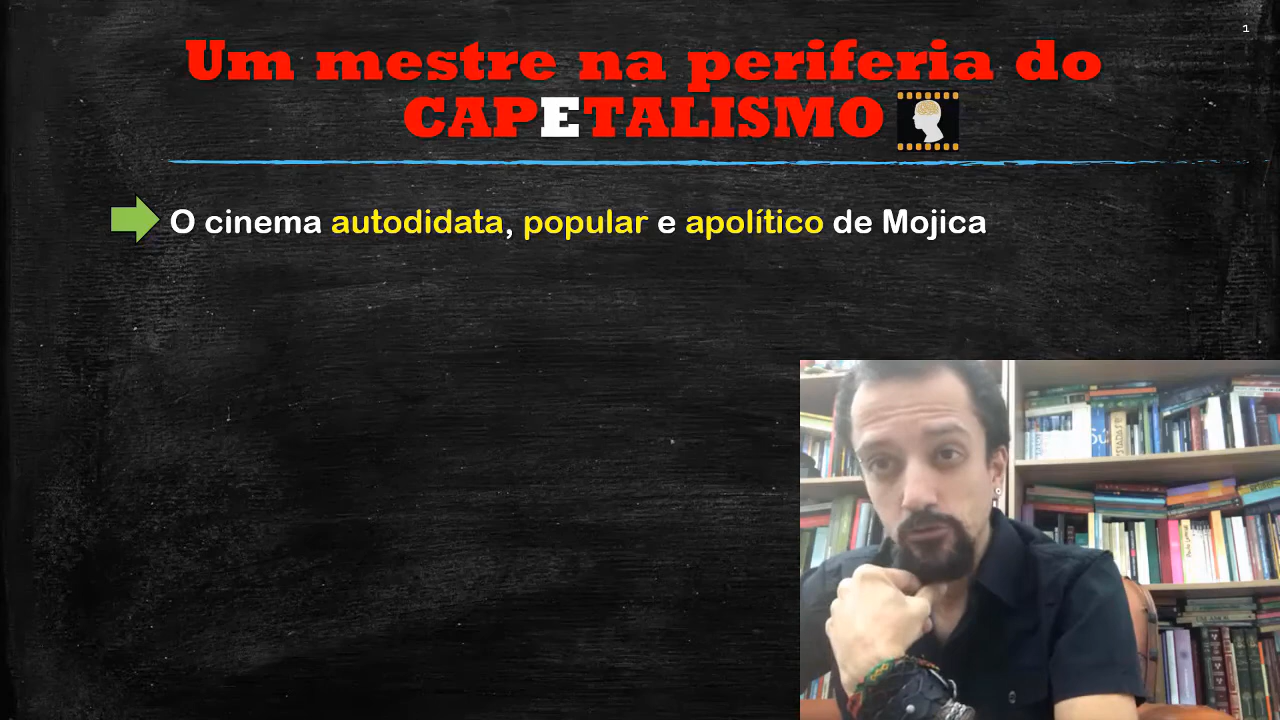 1
Um mestre na periferia do
CAPETALISMO
O cinema autodidata, popular e apolítico de Mojica